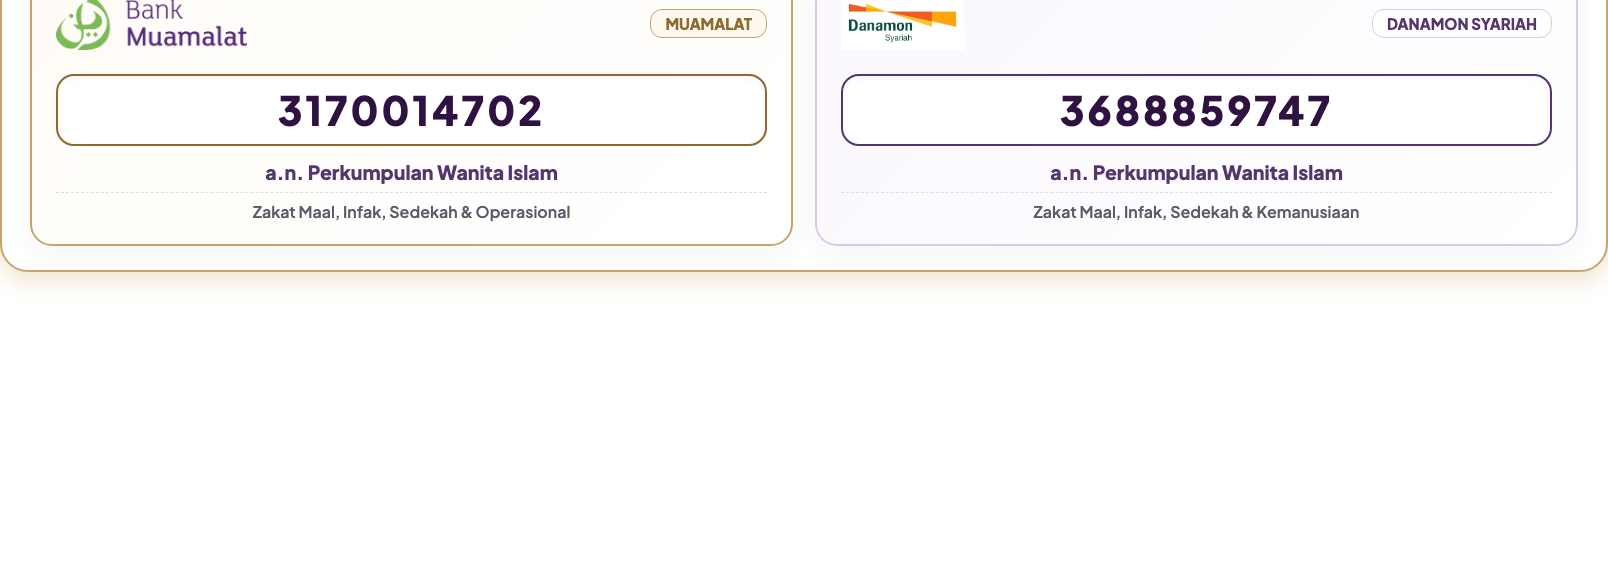 Bank
Muamalat
MUAMALAT
3170014702
a.n. Perkumpulan Wanita Islam
Zakat Maal, Infak, Sedekah & Operasional
Danamon
Syariah
DANAMON SYARIAH
3688859747
a.n. Perkumpulan Wanita Islam
Zakat Maal, Infak, Sedekah & Kemanusiaan